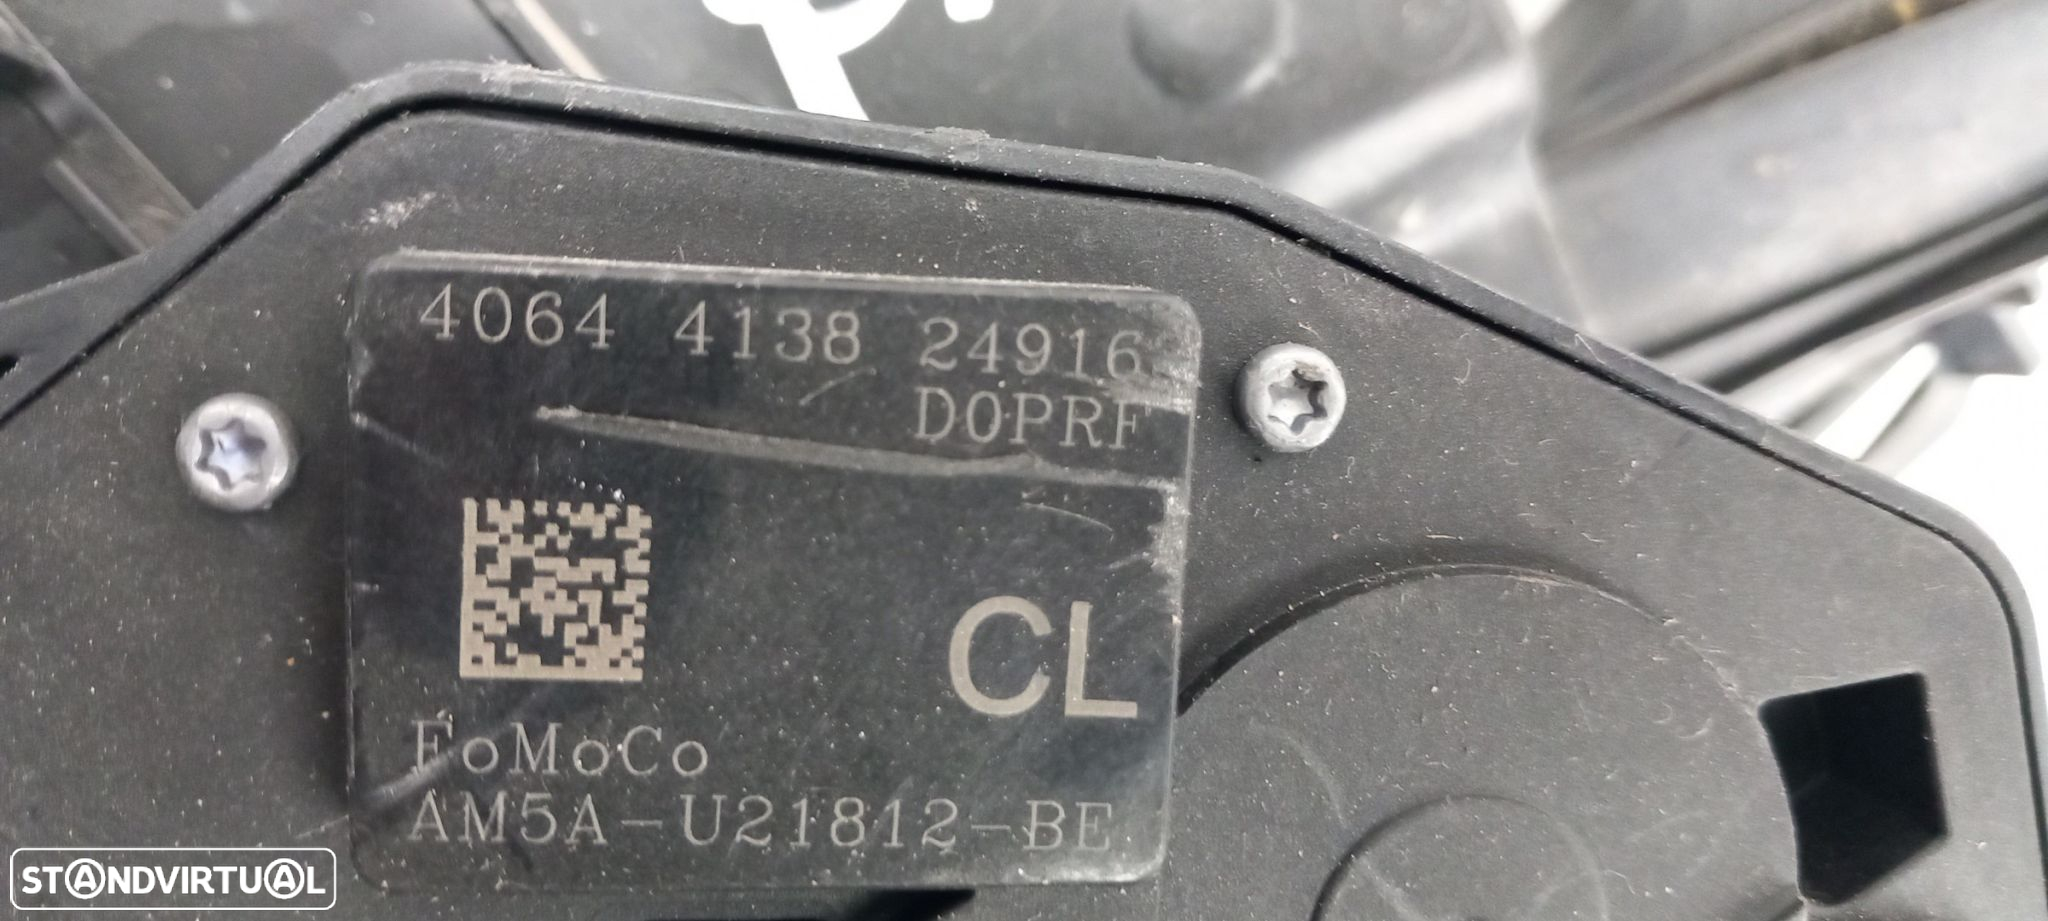 4064 4138 24916
D0PRF
CL
FoMoCo
AM5A-U21812-BE
STANDVIRTUAL